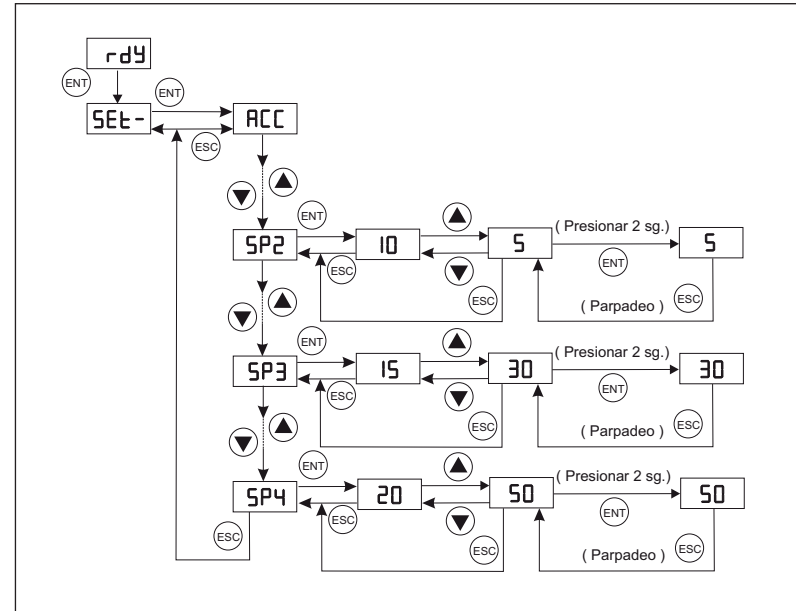 rdY
ENT
ENT
SEt-
ACC
ESC
ENT
( Presionar 2 sg.)
SP2
10
5
5
ESC
ENT
ESC
( Parpadeo )
ESC
ENT
( Presionar 2 sg.)
SP3
15
30
30
ESC
ENT
ESC
( Parpadeo )
ESC
ENT
( Presionar 2 sg.)
SP4
20
50
50
ESC
ESC
ENT
ESC
( Parpadeo )
ESC